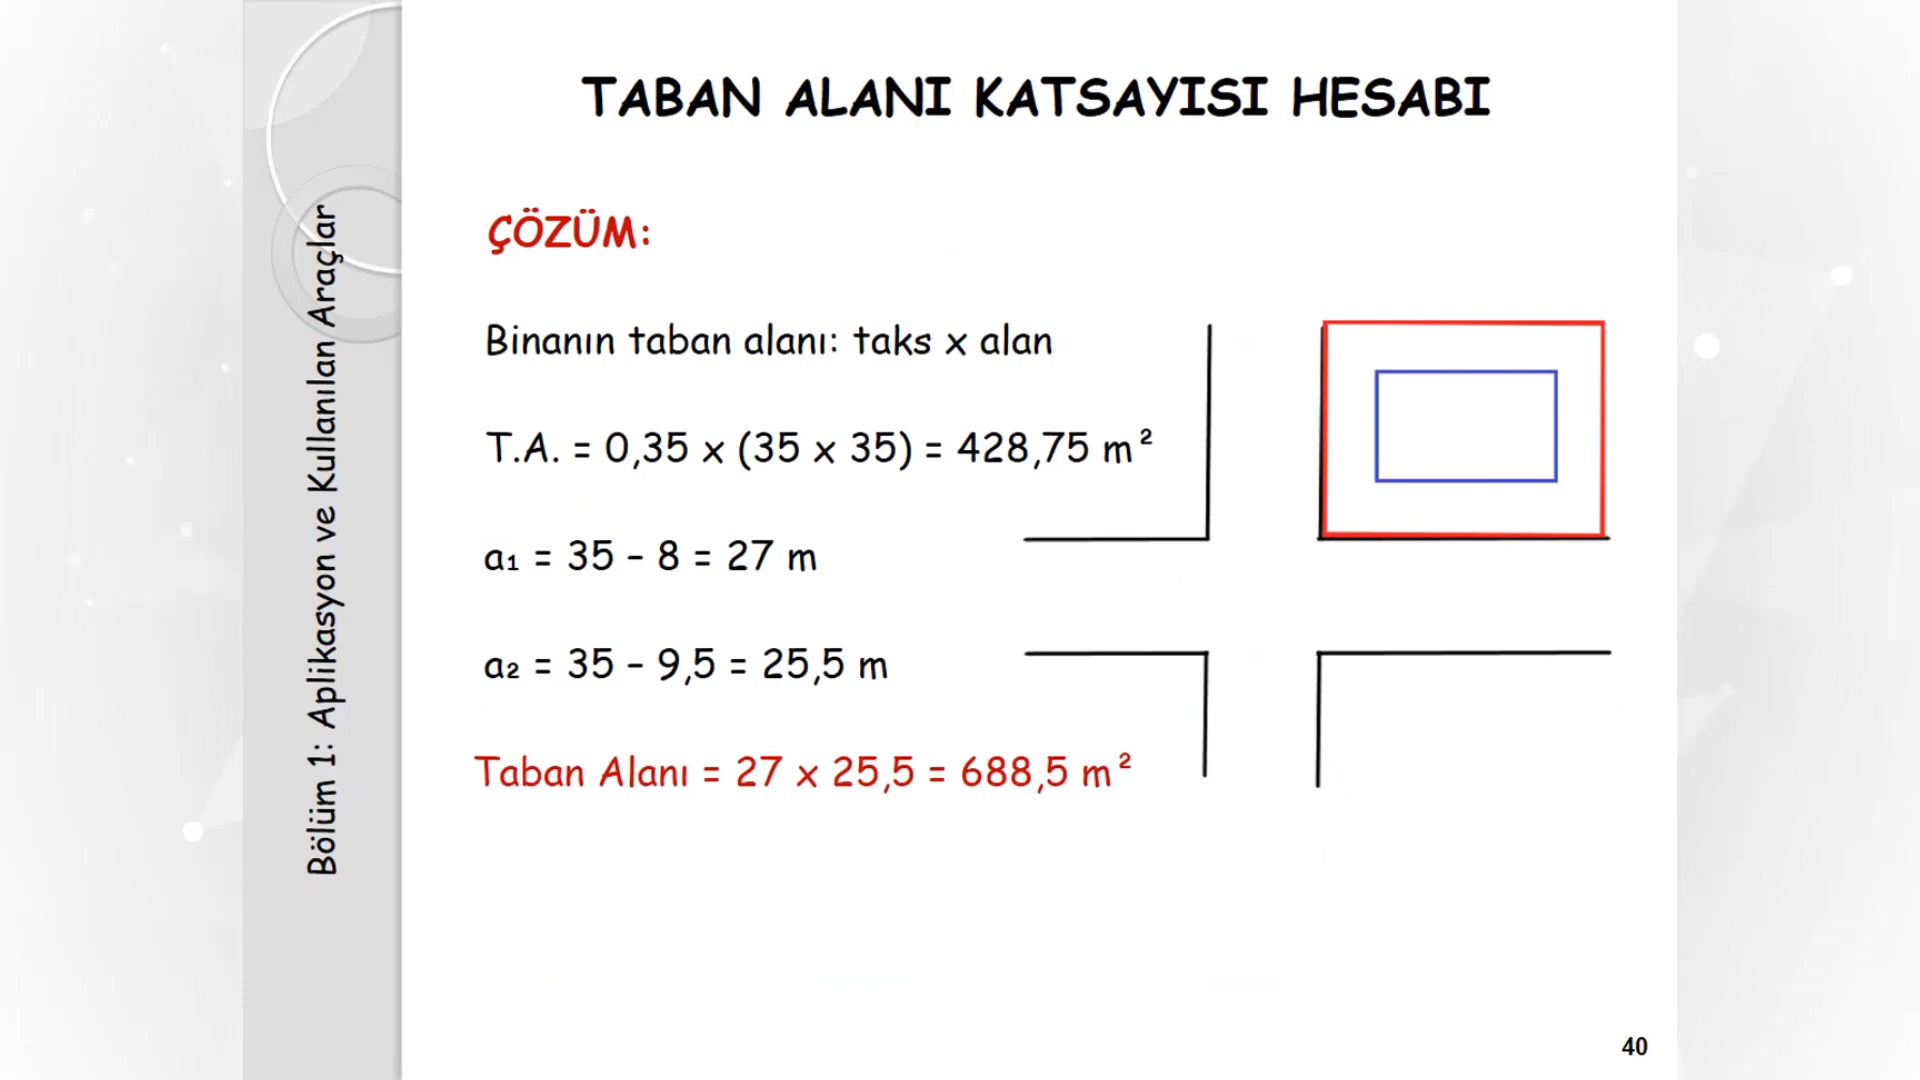 TABAN ALANI KATSAYISI HESABI
Bölüm 1: Aplikasyon ve Kullanılan Araçlar
ÇÖZÜM:
Binanın taban alanı: taks x alan
T.A. = 0,35 x (35 x 35) = 428,75 m²
a₁ = 35 – 8 = 27 m
a₂ = 35 – 9,5 = 25,5 m
Taban Alanı = 27 x 25,5 = 688,5 m²
40